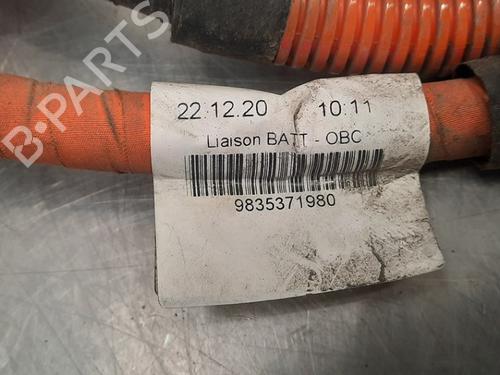 22.12.20 10:11
Liaison BATT - OBC
9835371980
B-PARTS